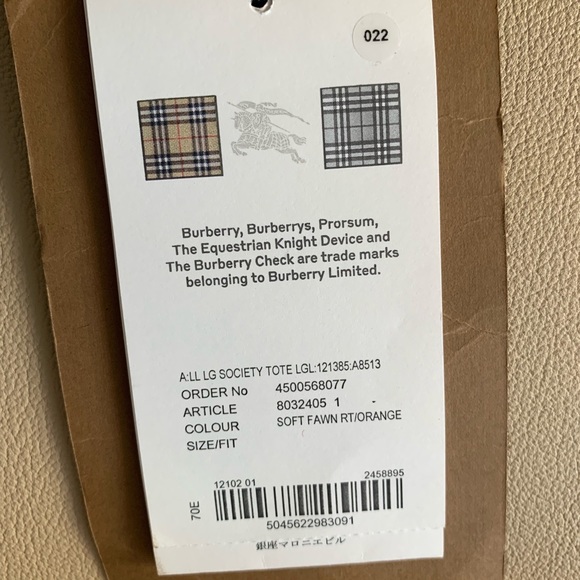 022
Burberry, Burberrys, Prorsum,
The Equestrian Knight Device and
The Burberry Check are trade marks
belonging to Burberry Limited.
A:LL LG SOCIETY TOTE LGL:121385:A8513
ORDER No 4500568077
ARTICLE 8032405 1 -
COLOUR SOFT FAWN RT/ORANGE
SIZE/FIT
12102 01 2458895
70E
5045622983091
銀座マロニエビル